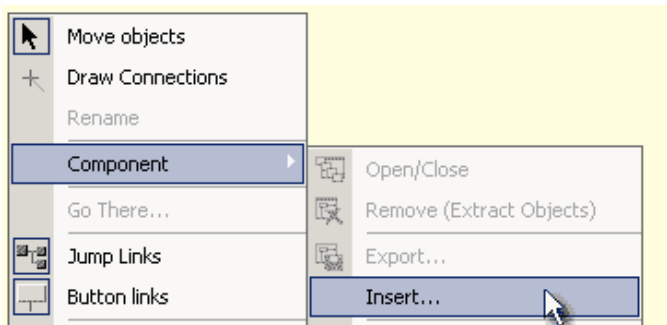 Move objects
Draw Connections
Rename
Component
Go There...
Jump Links
Button links
Open/Close
Remove (Extract Objects)
Export...
Insert...